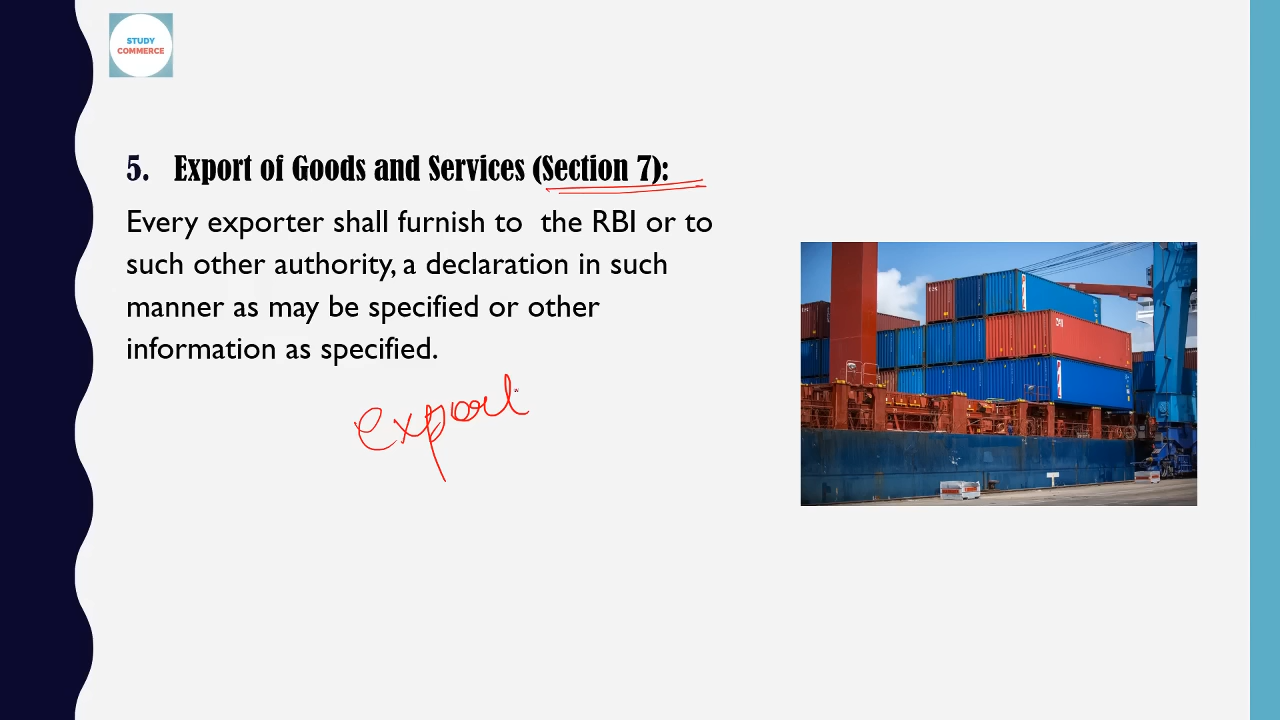 STUDY
COMMERCE
5. Export of Goods and Services (Section 7):
Every exporter shall furnish to the RBI or to
such other authority, a declaration in such
manner as may be specified or other
information as specified.
export